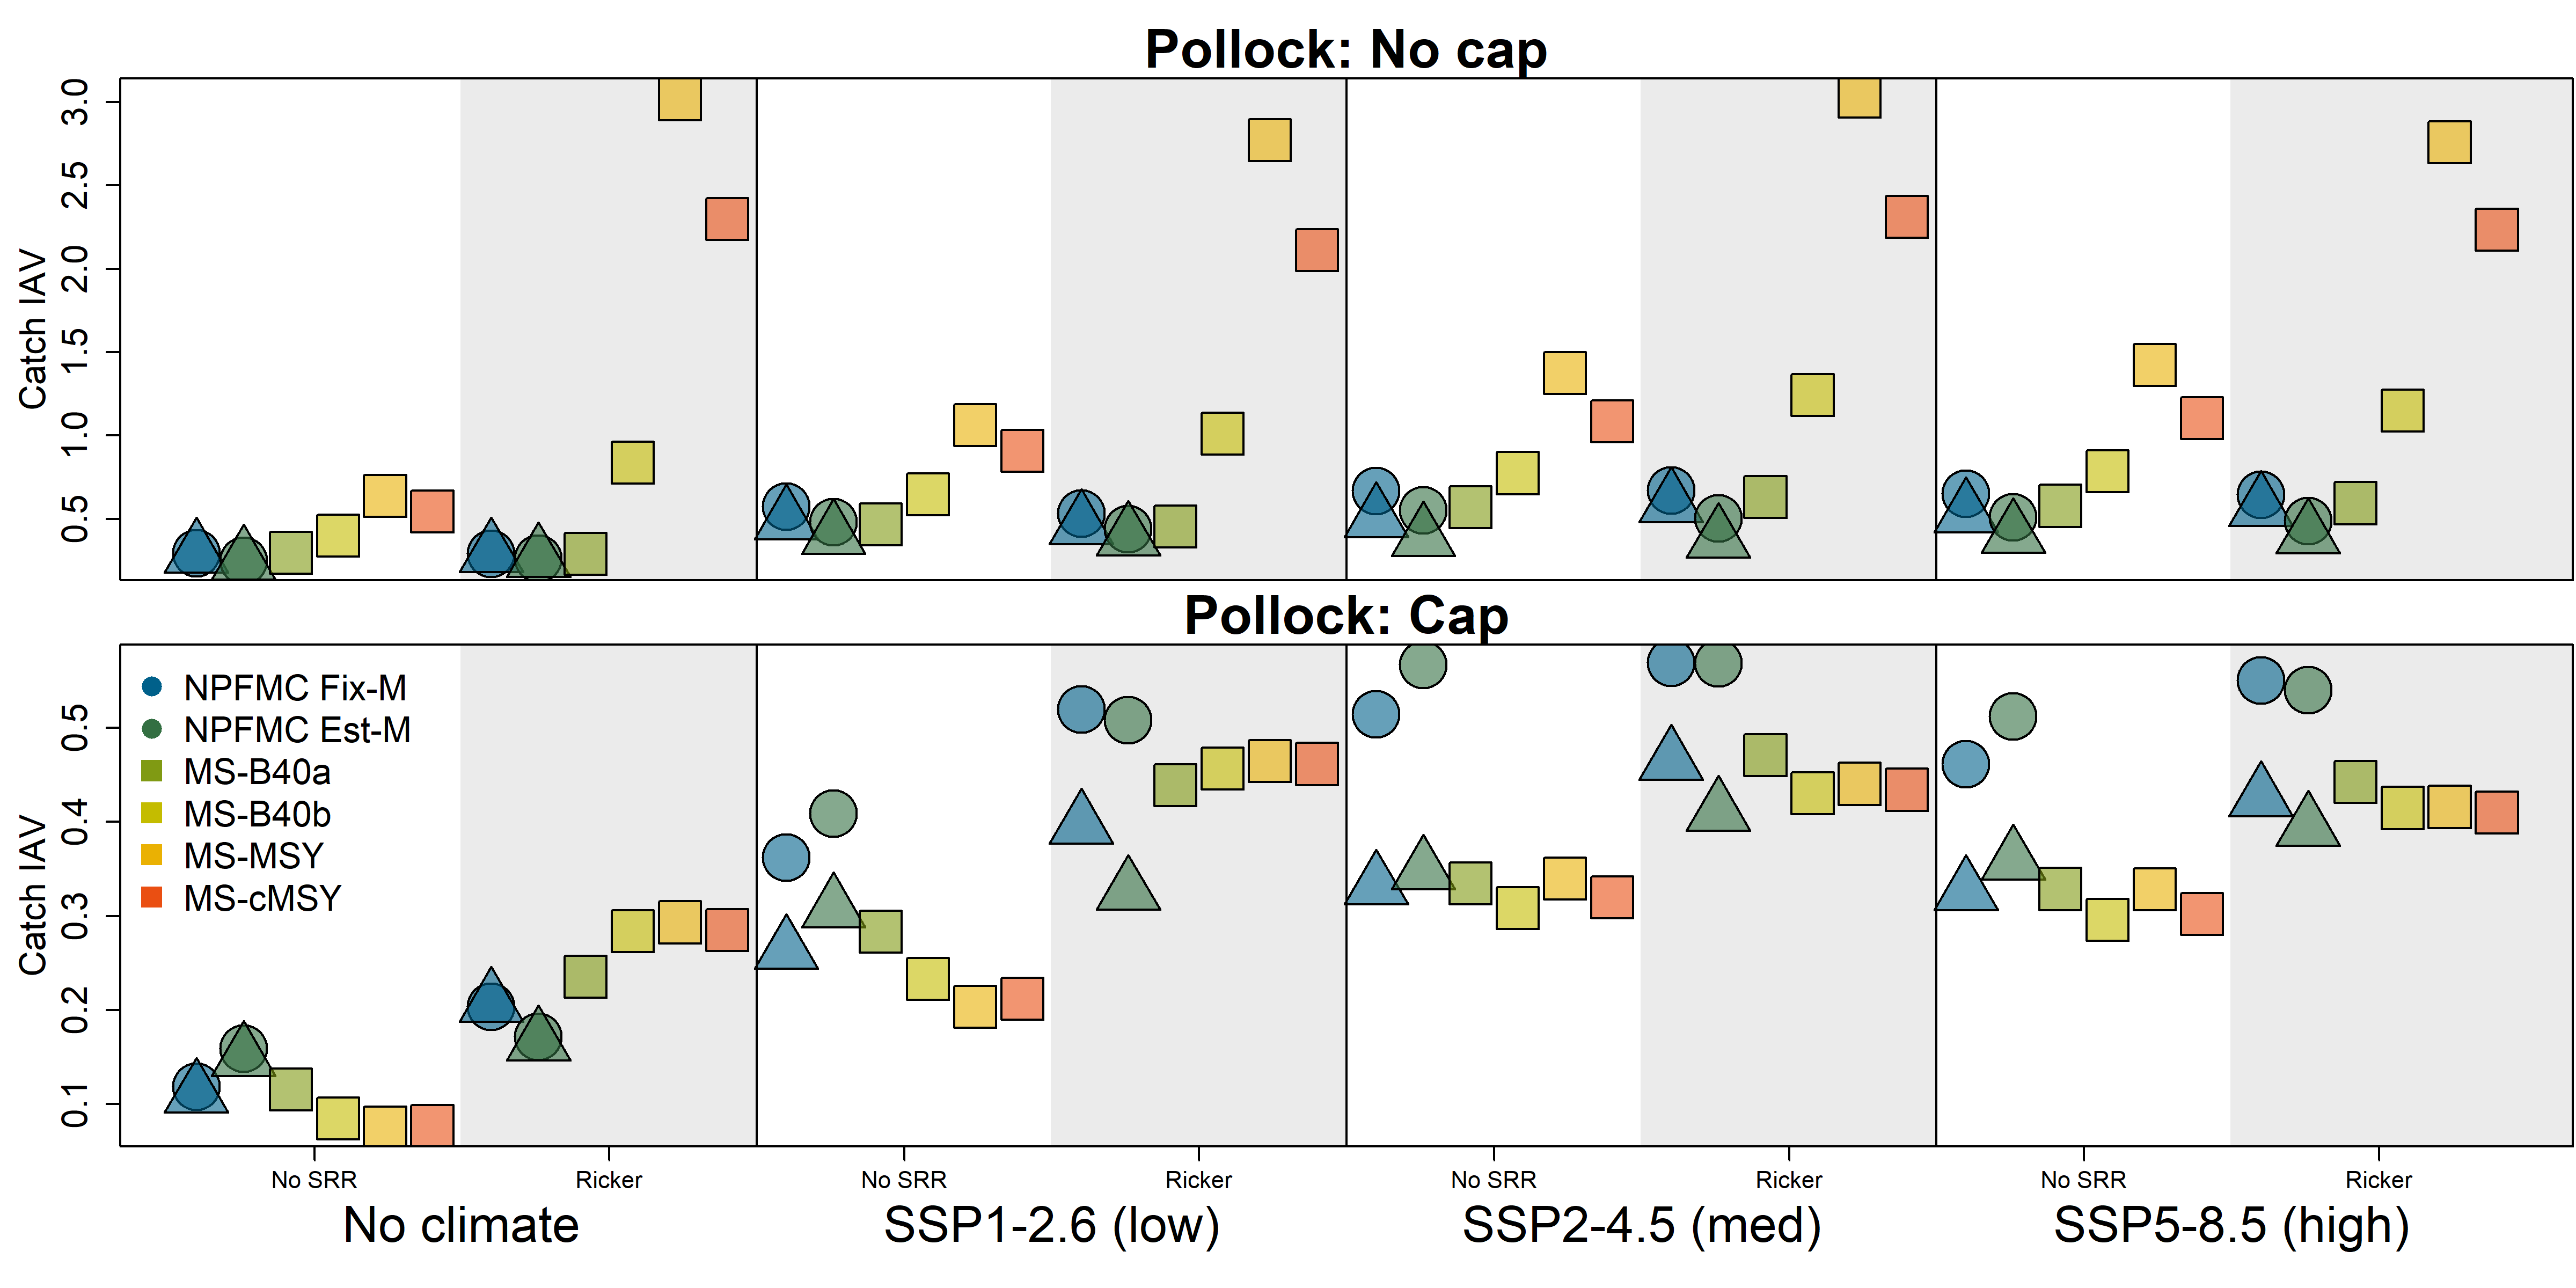 Pollock: No cap
Catch IAV
3.0
2.5
2.0
1.5
1.0
0.5
Pollock: Cap
Catch IAV
0.5
0.4
0.3
0.2
0.1
NPFMC Fix-M
NPFMC Est-M
MS-B40a
MS-B40b
MS-MSY
MS-cMSY
No SRR Ricker No SRR Ricker No SRR Ricker No SRR Ricker
No climate SSP1-2.6 (low) SSP2-4.5 (med) SSP5-8.5 (high)